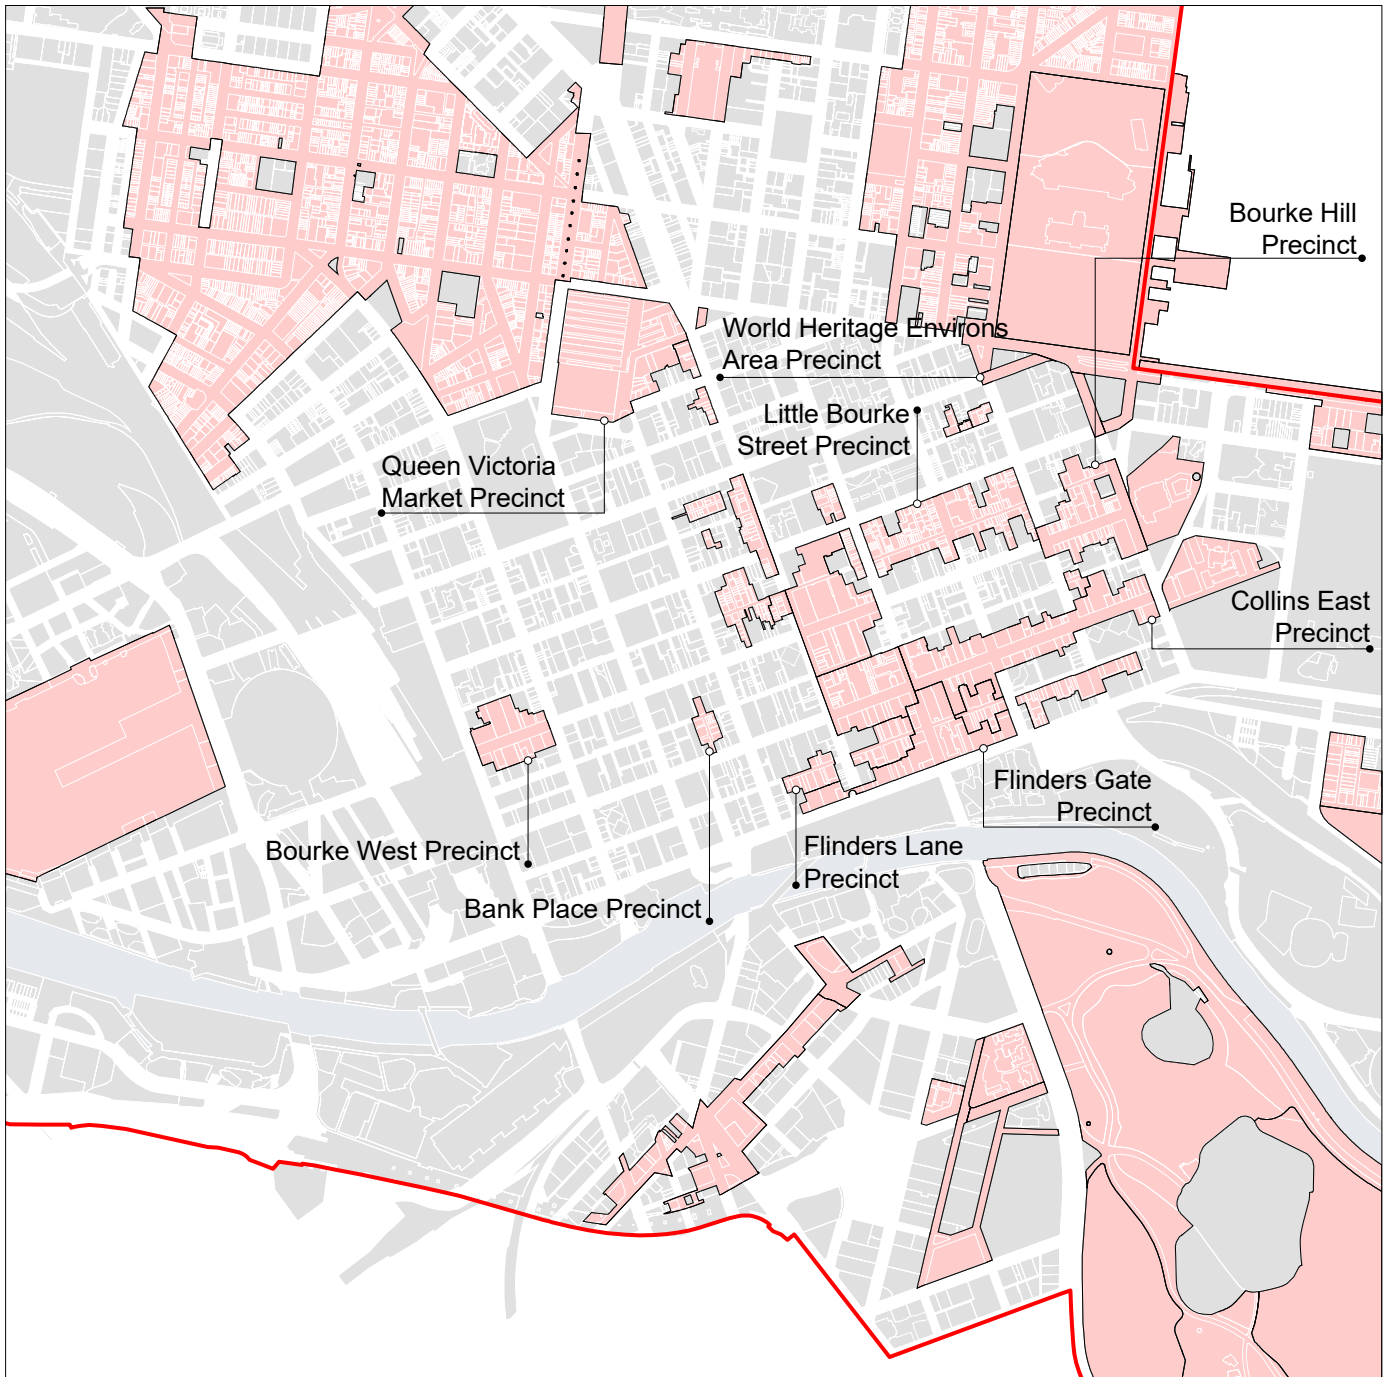 Bourke Hill
Precinct
World Heritage Environs
Area Precinct
Little Bourke
Street Precinct
Queen Victoria
Market Precinct
Collins East
Precinct
Flinders Gate
Precinct
Bourke West Precinct
Flinders Lane
Precinct
Bank Place Precinct